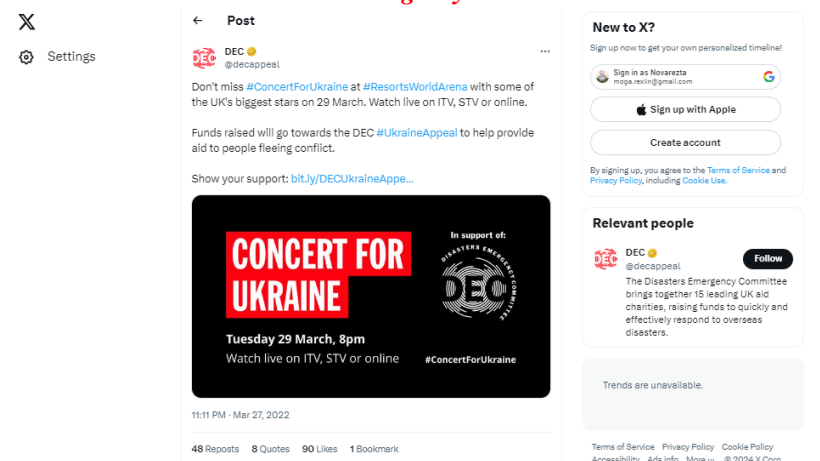 Post
Settings
DEC
@decappeal
Don't miss #ConcertForUkraine at #ResortsWorldArena with some of
the UK's biggest stars on 29 March. Watch live on ITV, STV or online.
Funds raised will go towards the DEC #UkraineAppeal to help provide
aid to people fleeing conflict.
Show your support: bit.ly/DECUkraineAppe...
CONCERT FOR
UKRAINE
Tuesday 29 March, 8pm
Watch live on ITV, STV or online
In support of:
DISASTERS EMERGENCY COMMITTEE
DEC
#ConcertForUkraine
11:11 PM · Mar 27, 2022
48 Reposts 8 Quotes 90 Likes 1 Bookmark
New to X?
Sign up now to get your own personalized timeline!
Sign in as Novarezta
moga.rexlin@gmail.com
Sign up with Apple
Create account
By signing up, you agree to the Terms of Service and
Privacy Policy, including Cookie Use.
Relevant people
DEC
@decappeal
Follow
The Disasters Emergency Committee
brings together 15 leading UK aid
charities, raising funds to quickly and
effectively respond to overseas
disasters.
Trends are unavailable.
Terms of Service Privacy Policy Cookie Policy
Accessibility Ads info More ... © 2024 X Corp.